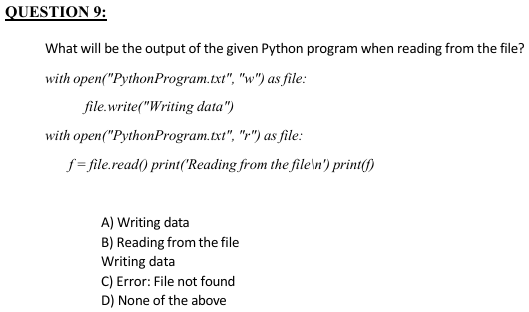 QUESTION 9:
What will be the output of the given Python program when reading from the file?
with open("PythonProgram.txt", "w") as file:
file.write("Writing data")
with open("PythonProgram.txt", "r") as file:
f = file.read() print('Reading from the file\n') print(f)
A) Writing data
B) Reading from the file
Writing data
C) Error: File not found
D) None of the above